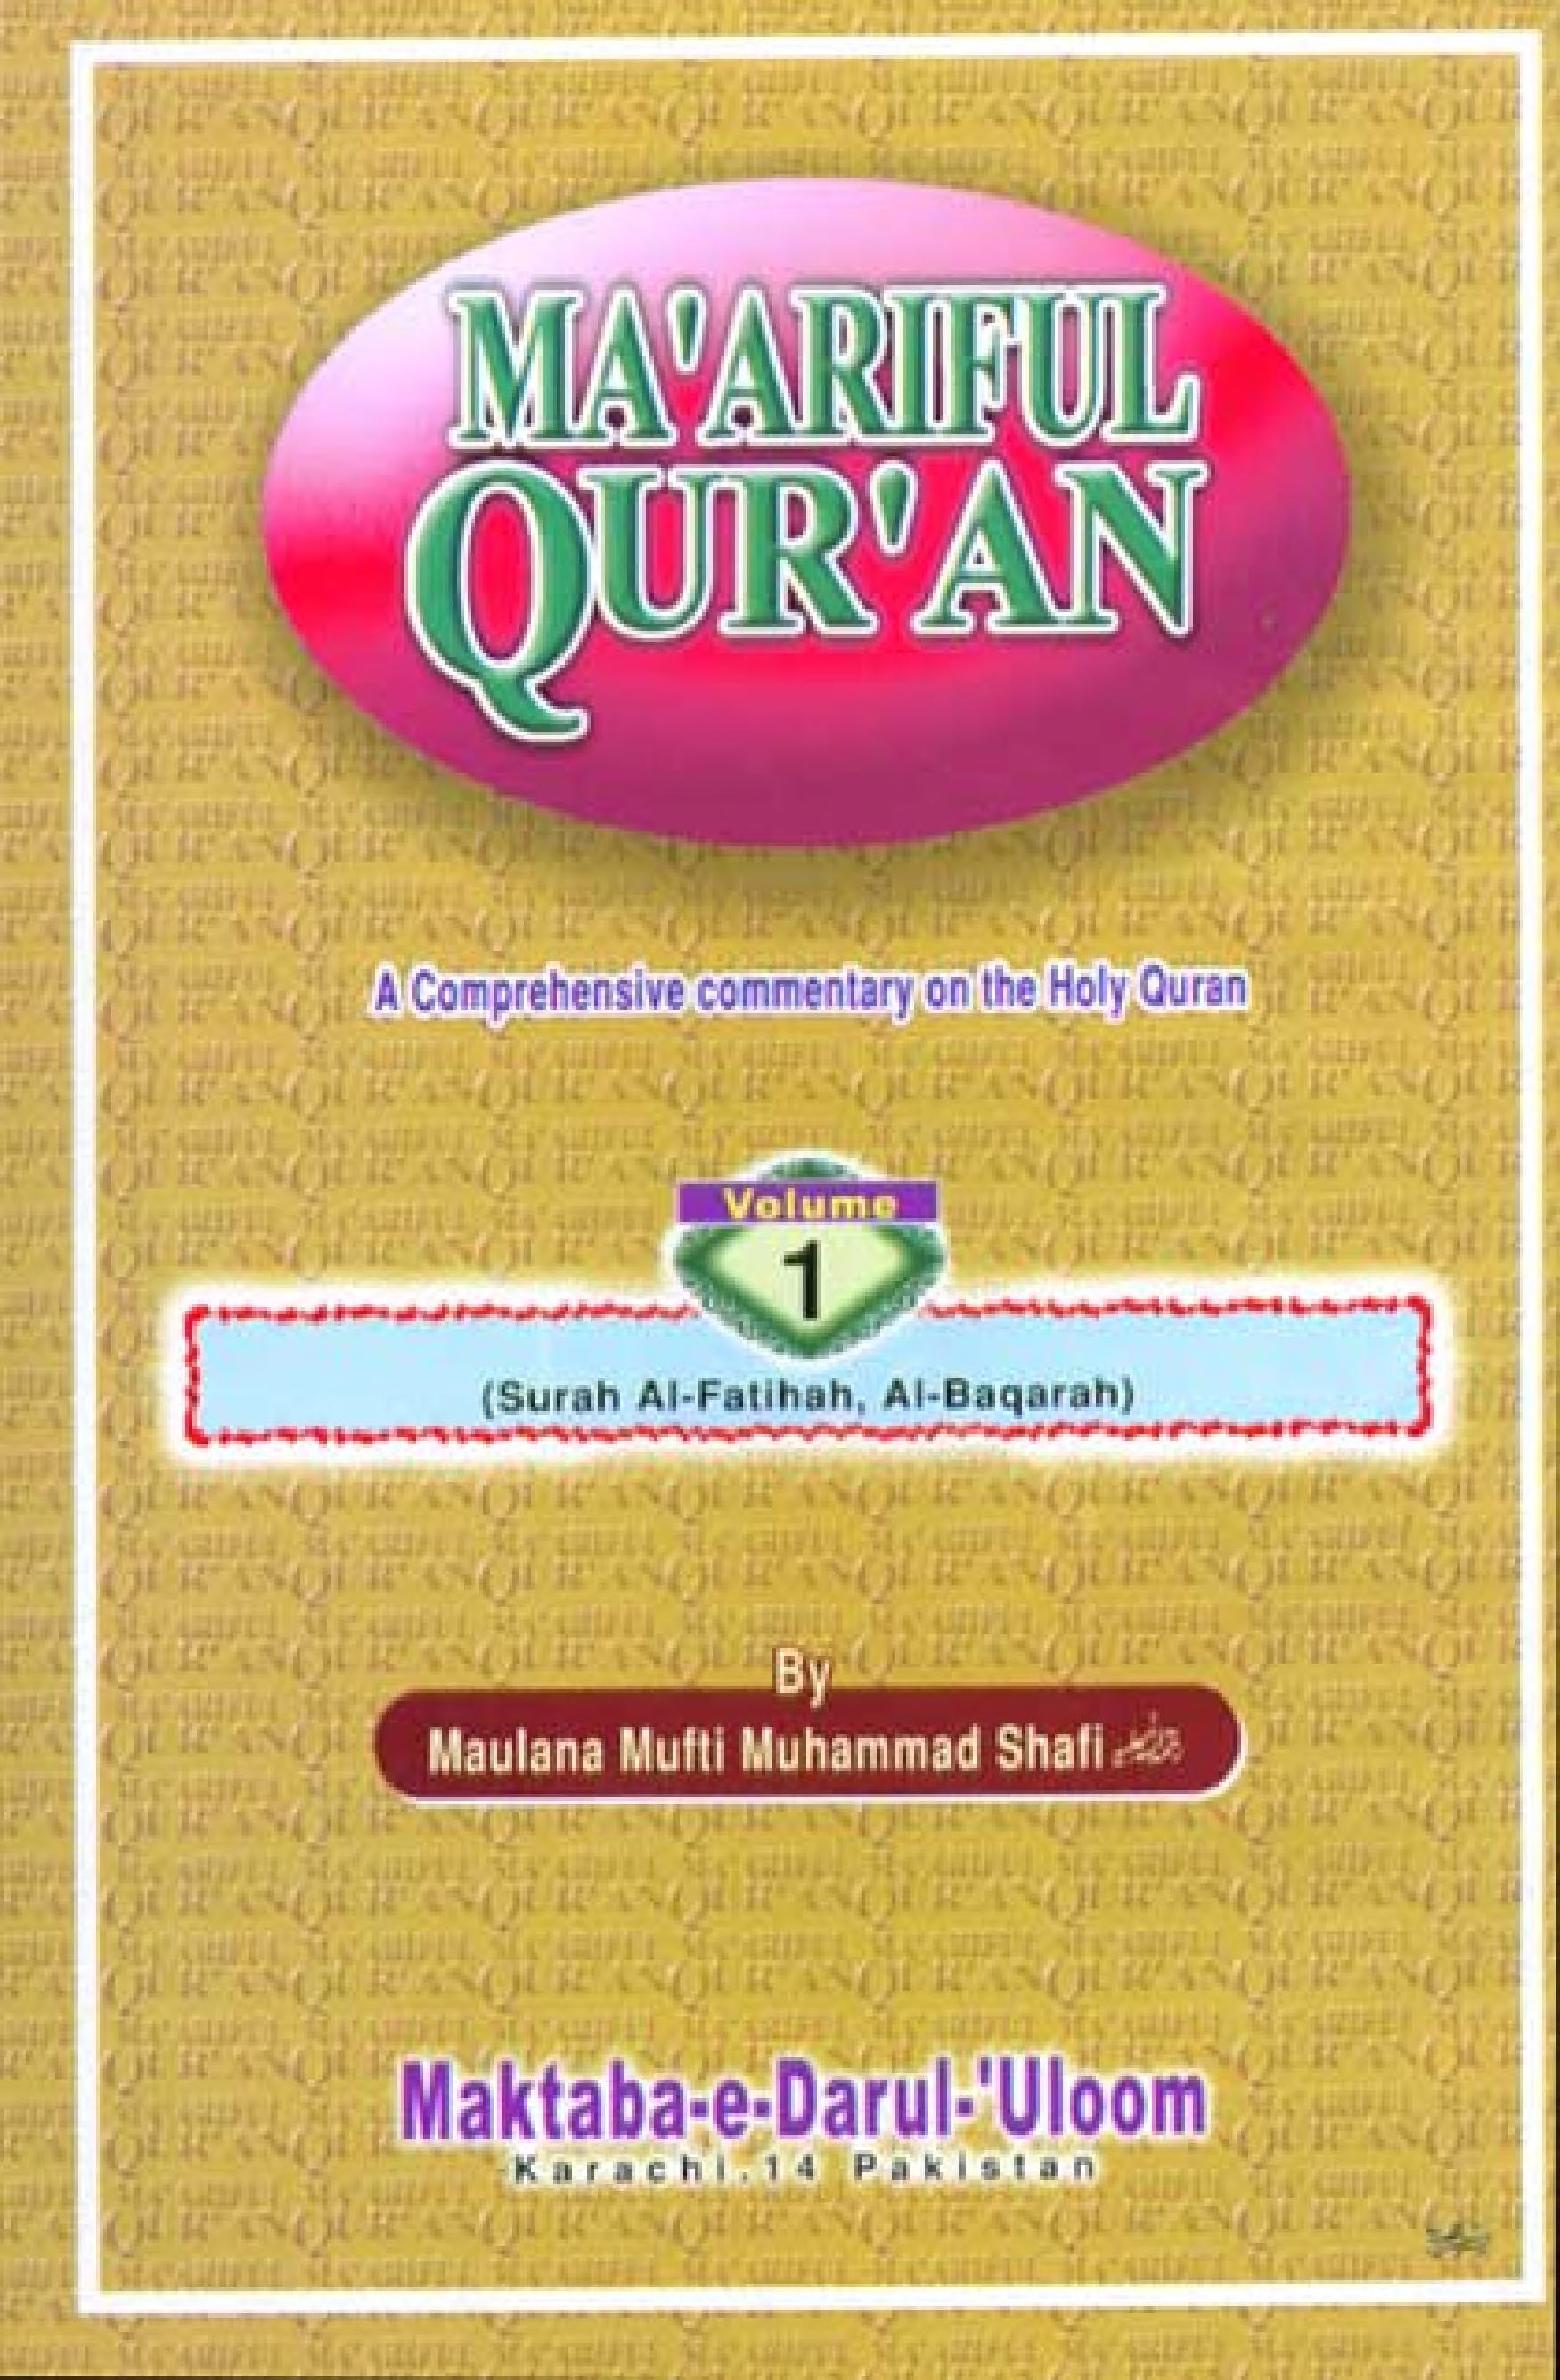 MA'ARIFUL
QUR'AN
A Comprehensive commentary on the Holy Quran
Volume
1
(Surah Al-Fatihah, Al-Baqarah)
By
Maulana Mufti Muhammad Shafi
Maktaba-e-Darul-'Uloom
Karachi.14 Pakistan